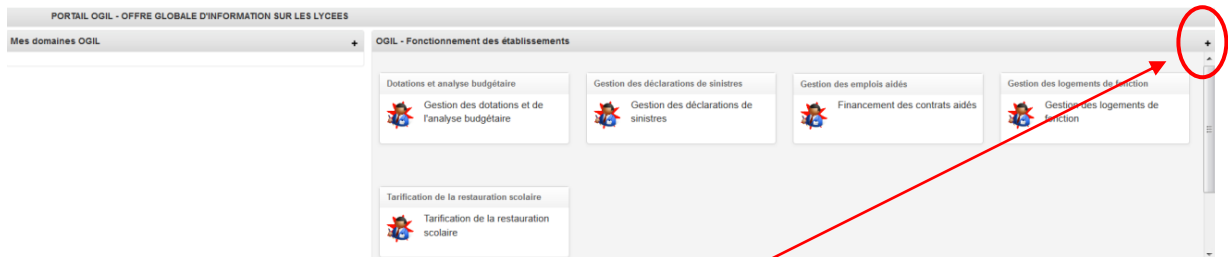 PORTAIL OGIL - OFFRE GLOBALE D'INFORMATION SUR LES LYCEES
Mes domaines OGIL +
OGIL - Fonctionnement des établissements +
Dotations et analyse budgétaire
Gestion des dotations et de
l'analyse budgétaire
Gestion des déclarations de sinistres
Gestion des déclarations de
sinistres
Gestion des emplois aidés
Financement des contrats aidés
Gestion des logements de fonction
Gestion des logements de
fonction
Tarification de la restauration scolaire
Tarification de la restauration
scolaire